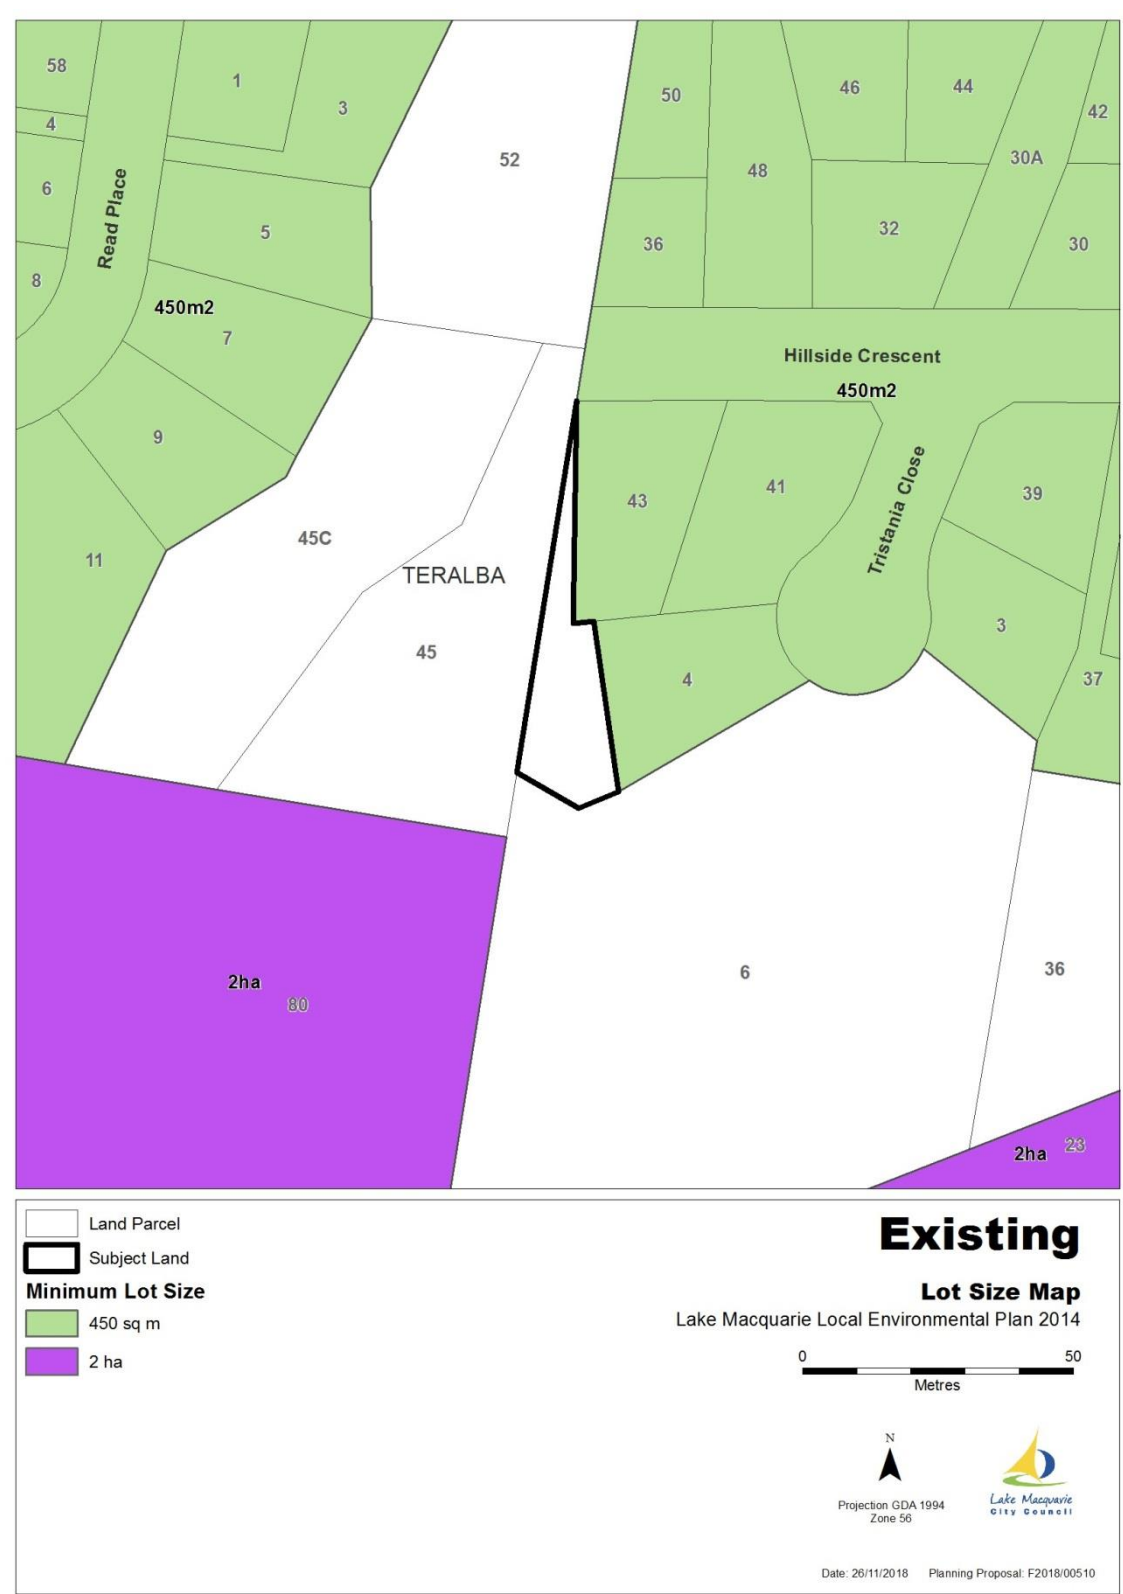 58
1
3
4
52
50
46
44
42
48
30A
6
Read Place
5
36
32
30
8
450m2
7
Hillside Crescent
450m2
9
43
41
39
Tristania Close
45C
11
TERALBA
45
4
3
37
6
36
2ha
80
2ha
23
Land Parcel
Subject Land
Minimum Lot Size
450 sq m
2 ha
Existing
Lot Size Map
Lake Macquarie Local Environmental Plan 2014
0 50
Metres
N
Projection GDA 1994
Zone 56
Lake Macquarie
City Council
Date: 26/11/2018 Planning Proposal: F2018/00510